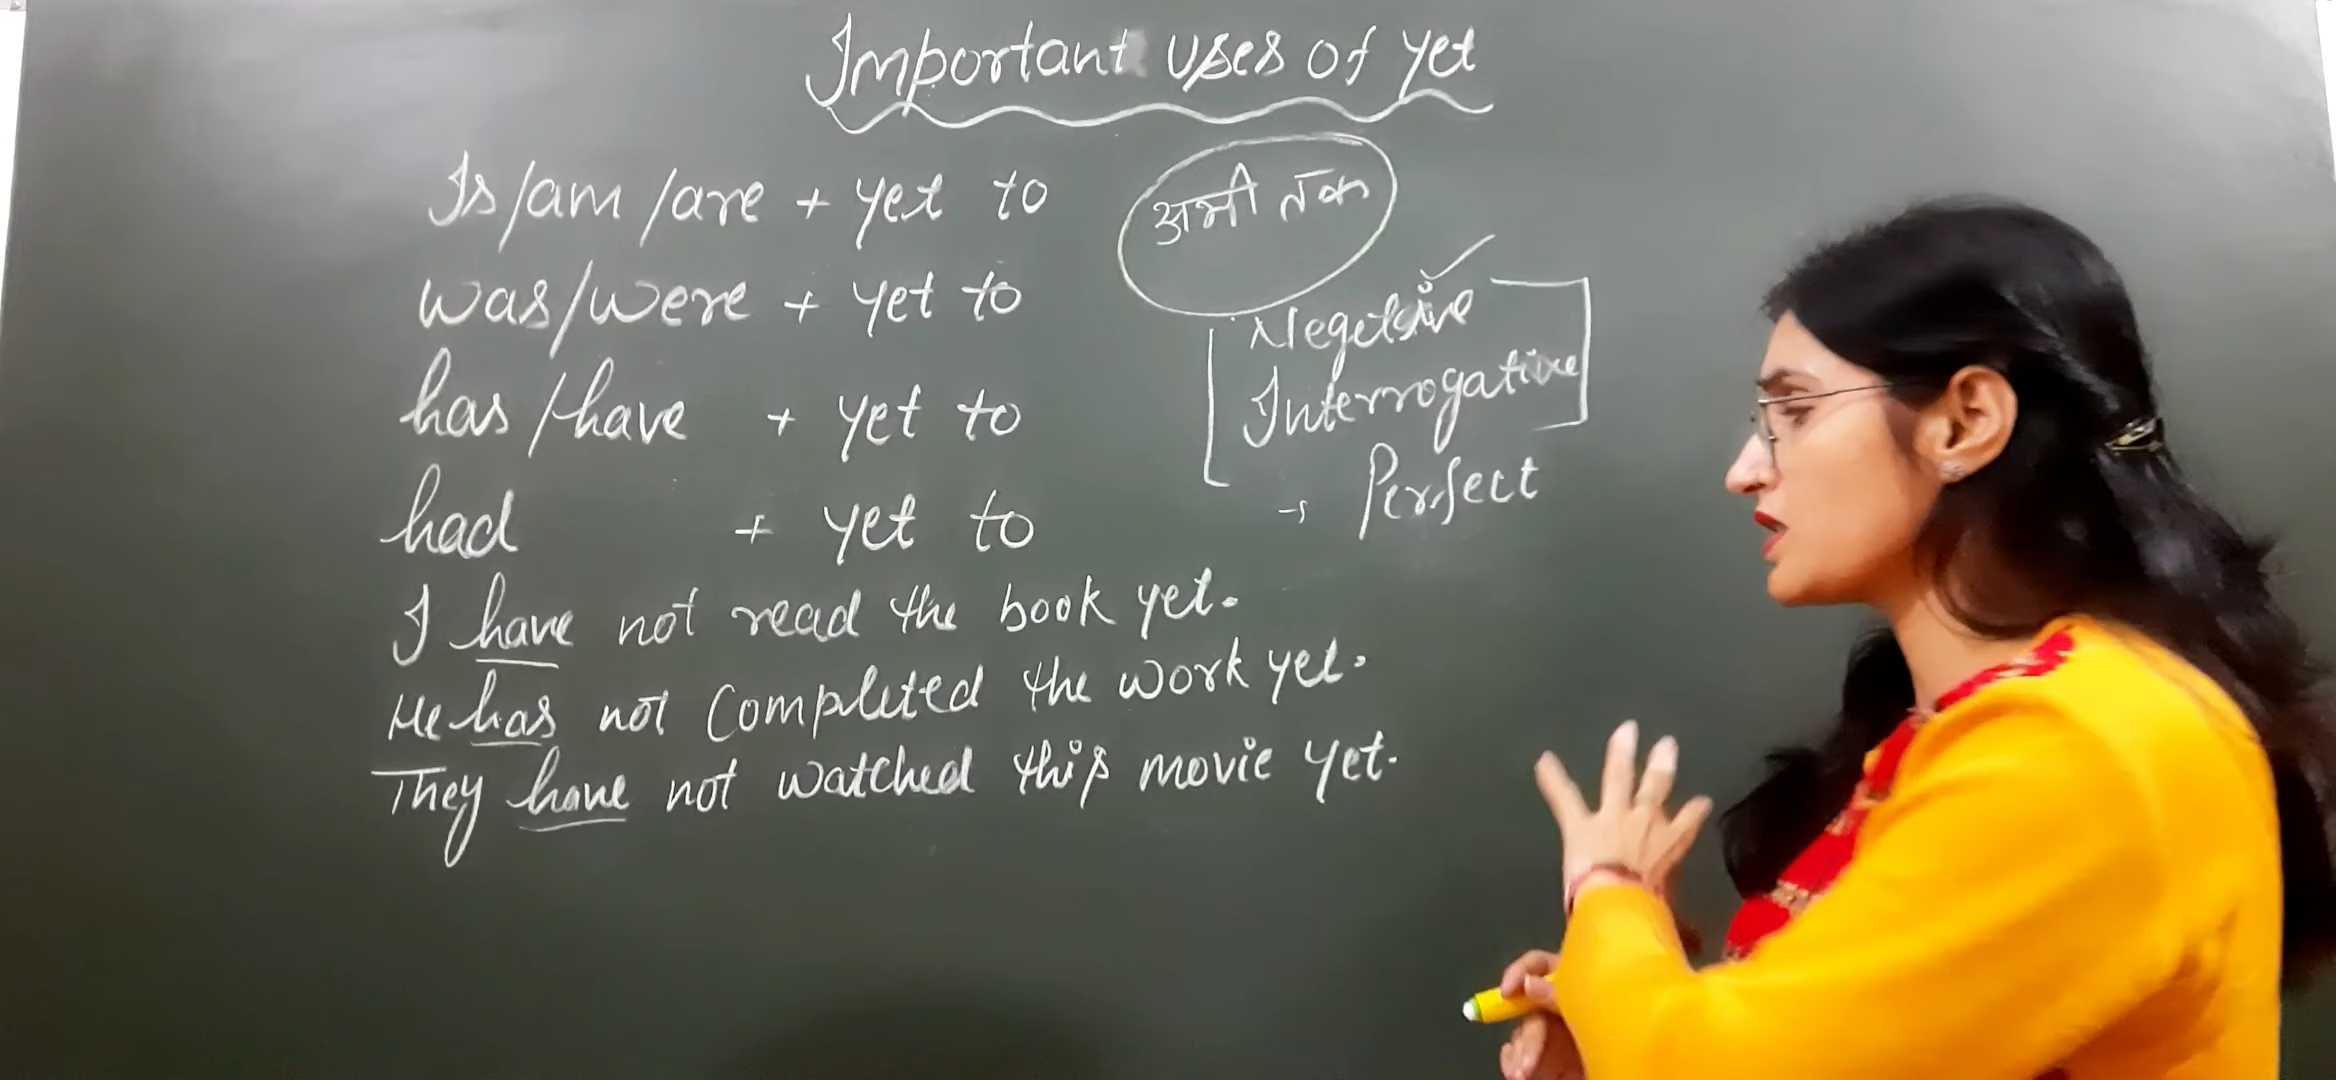 Important uses of yet
Is/am/are + yet to
was/were + yet to
has/have + yet to
had + yet to
अभी तक
Negetive
Interrogative
→ Perfect
I have not read the book yet.
He has not completed the work yet.
They have not watched this movie yet.